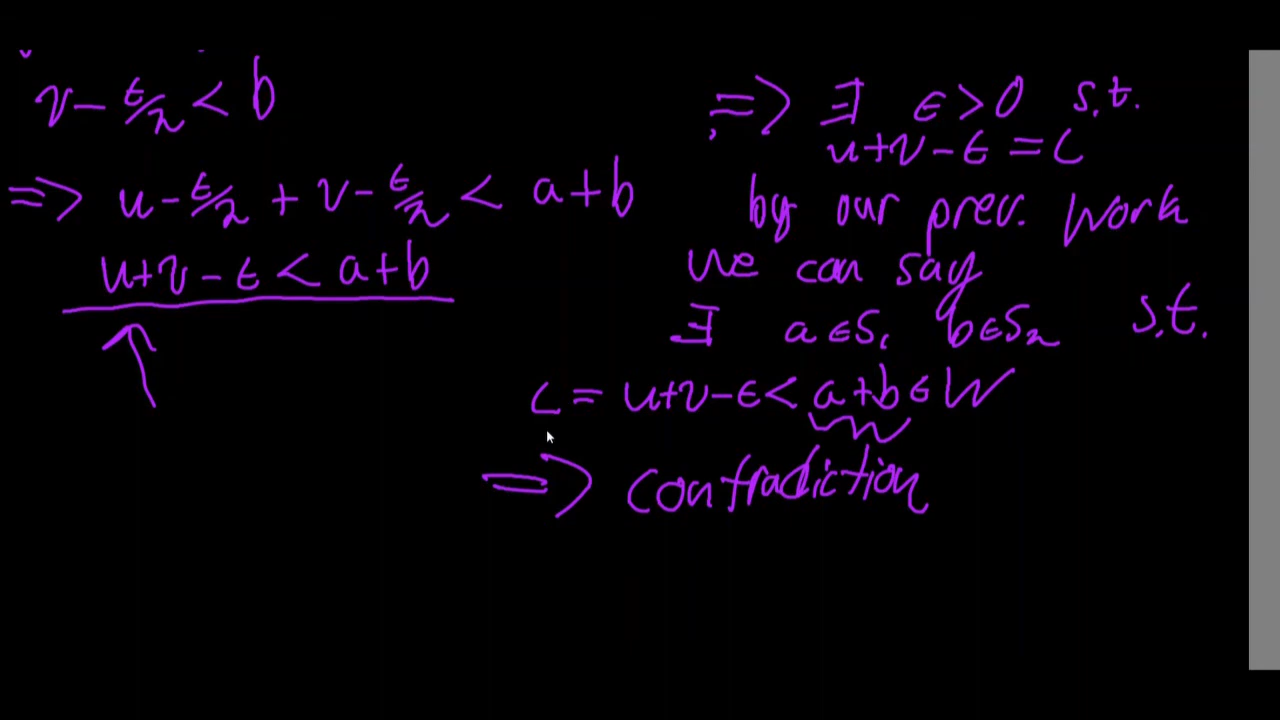 v - ε/2 < b
=> u - ε/2 + v - ε/2 < a + b
u + v - ε < a + b
=> ∃ ε > 0 s.t.
u + v - ε = c
by our prev. work
we can say
∃ a ∈ S₁ b ∈ S₂ s.t.
c = u + v - ε < a + b ∈ W
=> contradiction